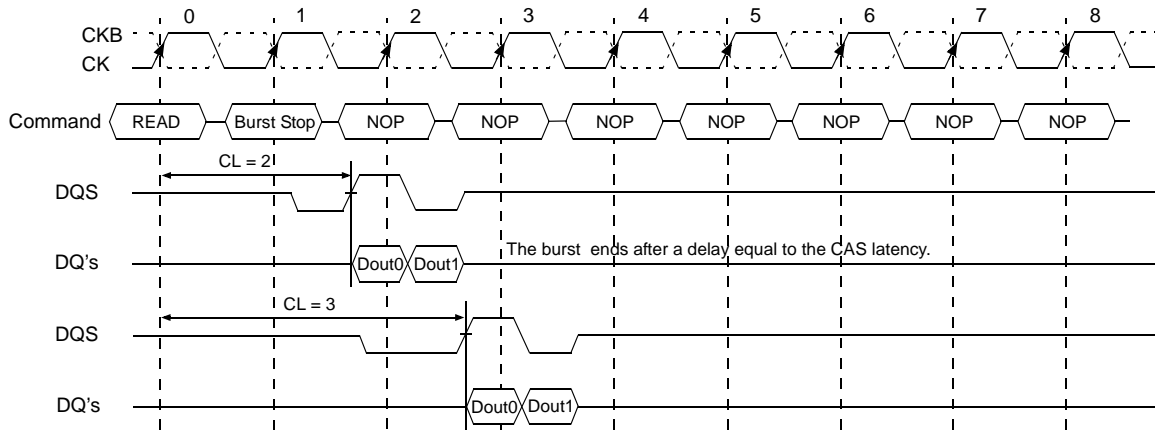 0 1 2 3 4 5 6 7 8
CKB
CK
Command READ Burst Stop NOP NOP NOP NOP NOP NOP NOP
CL = 2
DQS
DQ's Dout0 Dout1 The burst ends after a delay equal to the CAS latency.
CL = 3
DQS
DQ's Dout0 Dout1